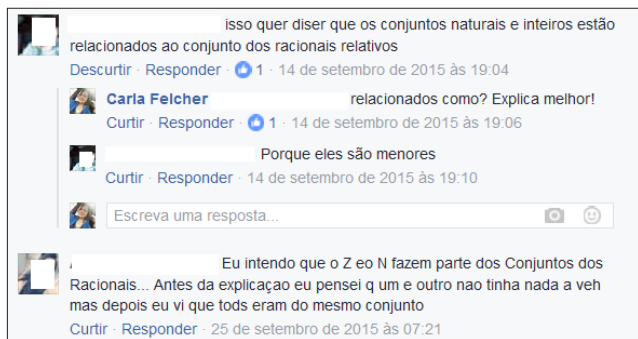 isso quer diser que os conjuntos naturais e inteiros estão
relacionados ao conjunto dos racionais relativos
Descurtir · Responder · 1 · 14 de setembro de 2015 às 19:04
Carla Felcher relacionados como? Explica melhor!
Curtir · Responder · 1 · 14 de setembro de 2015 às 19:06
Porque eles são menores
Curtir · Responder · 14 de setembro de 2015 às 19:10
Escreva uma resposta...
Eu intendo que o Z eo N fazem parte dos Conjuntos dos
Racionais... Antes da explicaçao eu pensei q um e outro nao tinha nada a veh
mas depois eu vi que tods eram do mesmo conjunto
Curtir · Responder · 25 de setembro de 2015 às 07:21